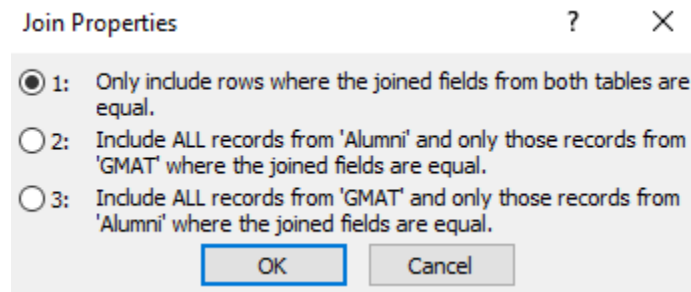 Join Properties ? X
1: Only include rows where the joined fields from both tables are
equal.
2: Include ALL records from 'Alumni' and only those records from
'GMAT' where the joined fields are equal.
3: Include ALL records from 'GMAT' and only those records from
'Alumni' where the joined fields are equal.
OK Cancel